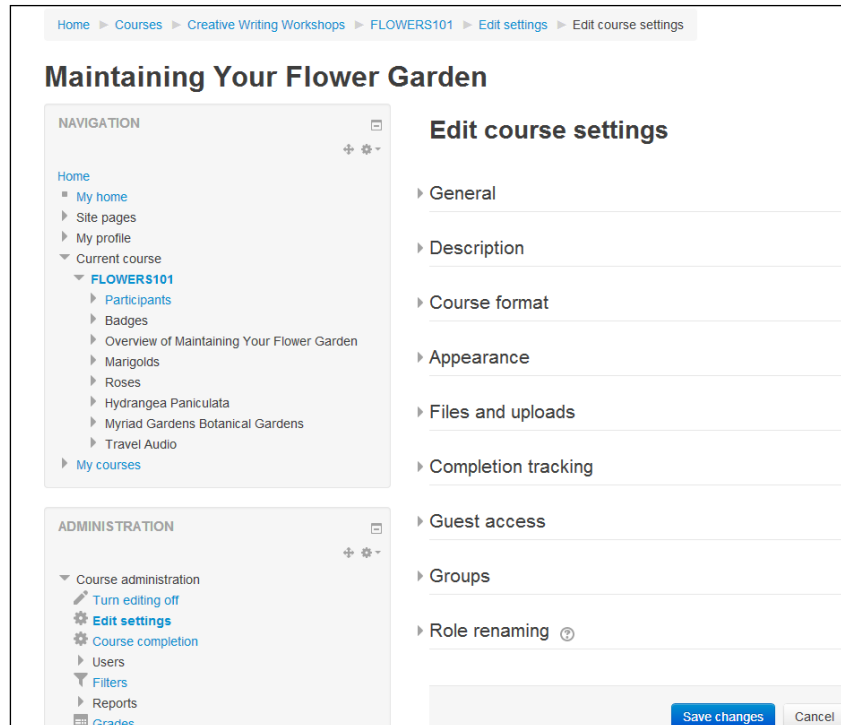 Home Courses Creative Writing Workshops FLOWERS101 Edit settings Edit course settings
Maintaining Your Flower Garden
NAVIGATION
Home
My home
Site pages
My profile
Current course
FLOWERS101
Participants
Badges
Overview of Maintaining Your Flower Garden
Marigolds
Roses
Hydrangea Paniculata
Myriad Gardens Botanical Gardens
Travel Audio
My courses
ADMINISTRATION
Course administration
Turn editing off
Edit settings
Course completion
Users
Filters
Reports
Grades
Edit course settings
General
Description
Course format
Appearance
Files and uploads
Completion tracking
Guest access
Groups
Role renaming ?
Save changes Cancel